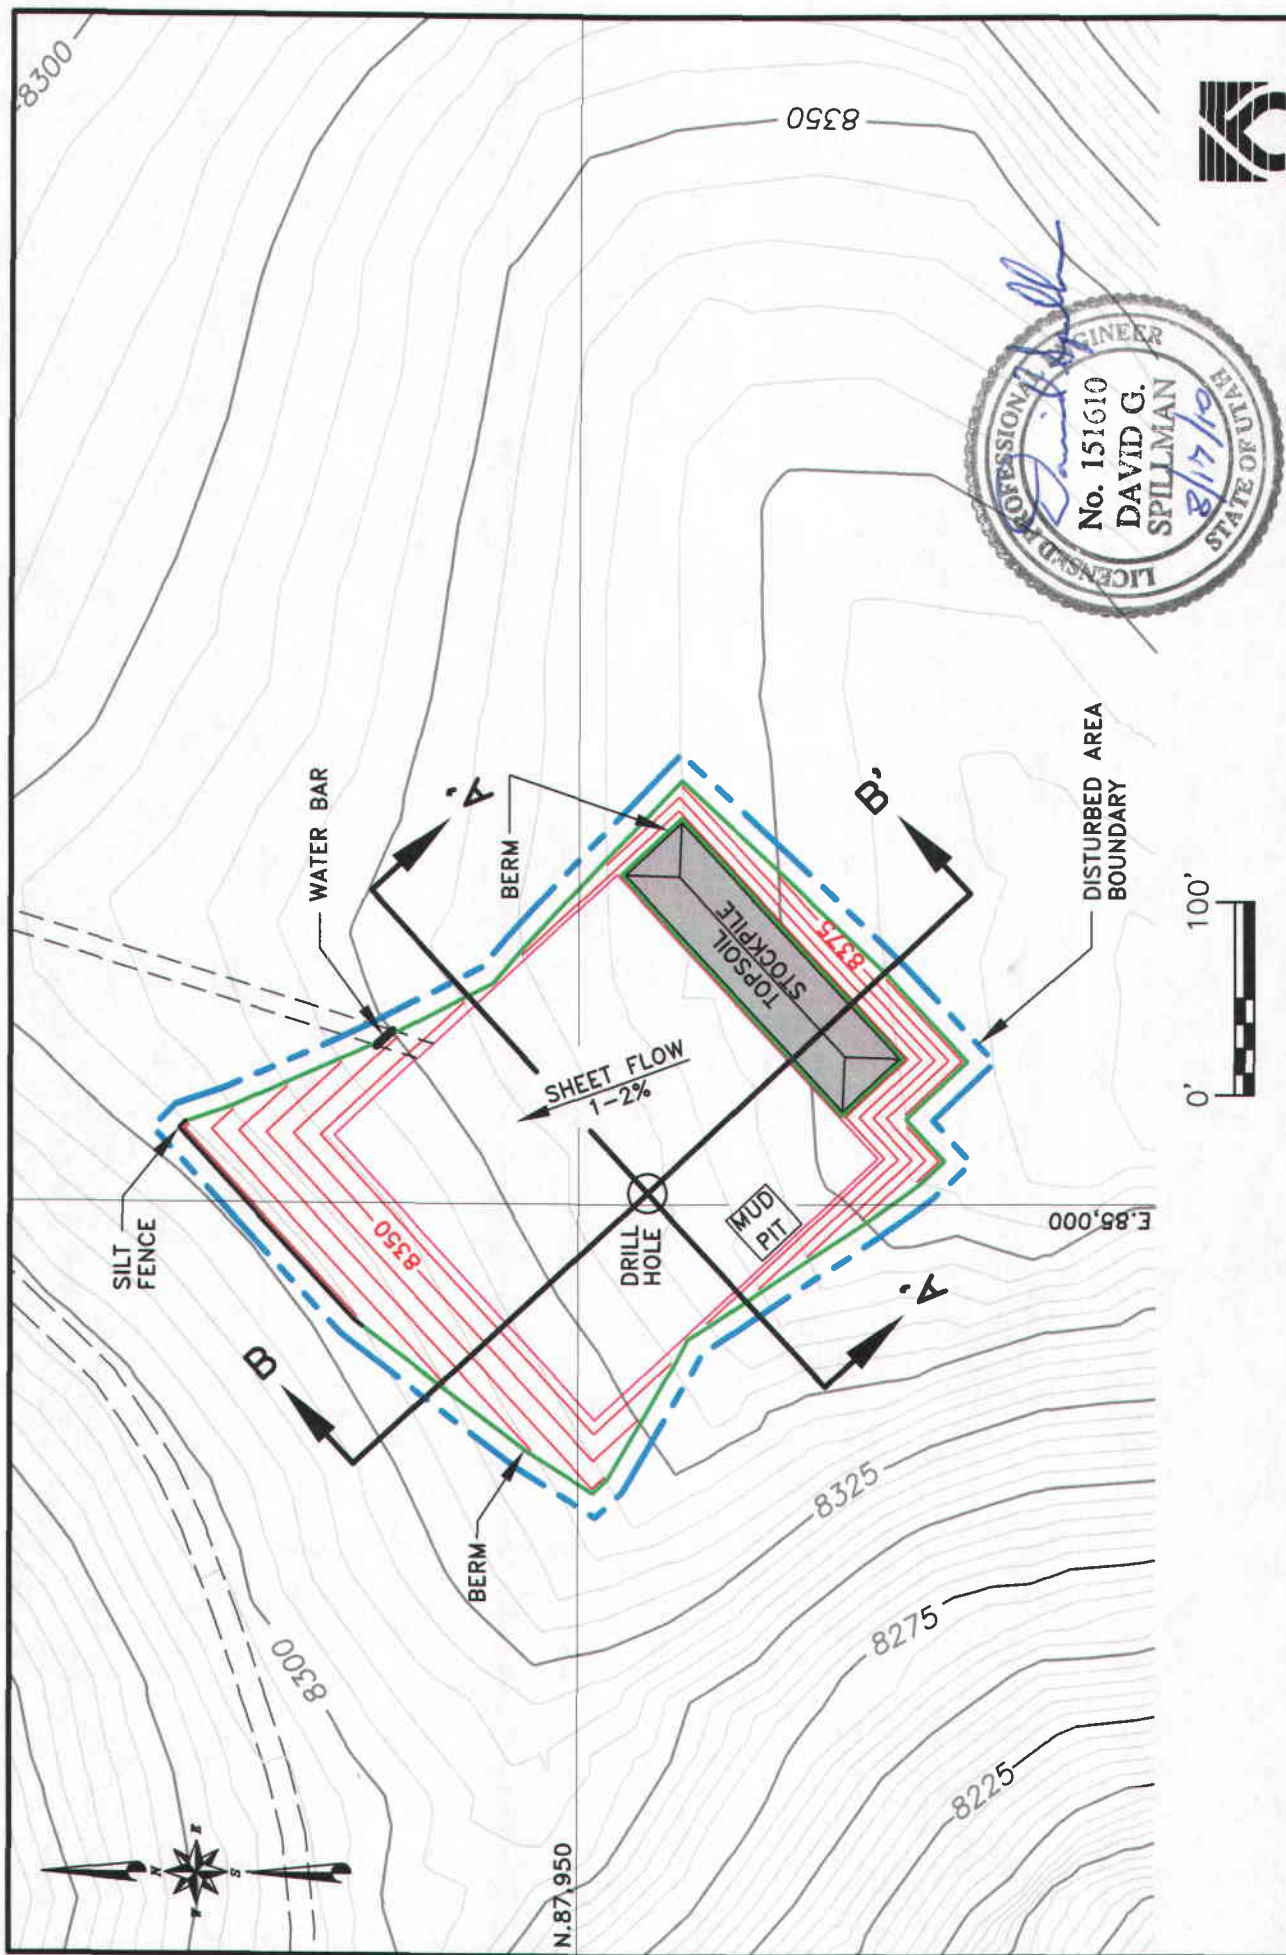 8300
8350
WATER BAR
SILT
FENCE
A'
BERM
B
SHEET FLOW
1-2%
TOPSOIL
STOCKPILE
8375
B'
DISTURBED AREA
BOUNDARY
8350
DRILL
HOLE
MUD
PIT
E.85,000
A'
BERM
8325
8300
8275
8225
N.87,950
N
E
S
W
0'
100'
LICENSED PROFESSIONAL ENGINEER
No. 151610
DAVID G.
SPILLMAN
8/14/10
STATE OF UTAH